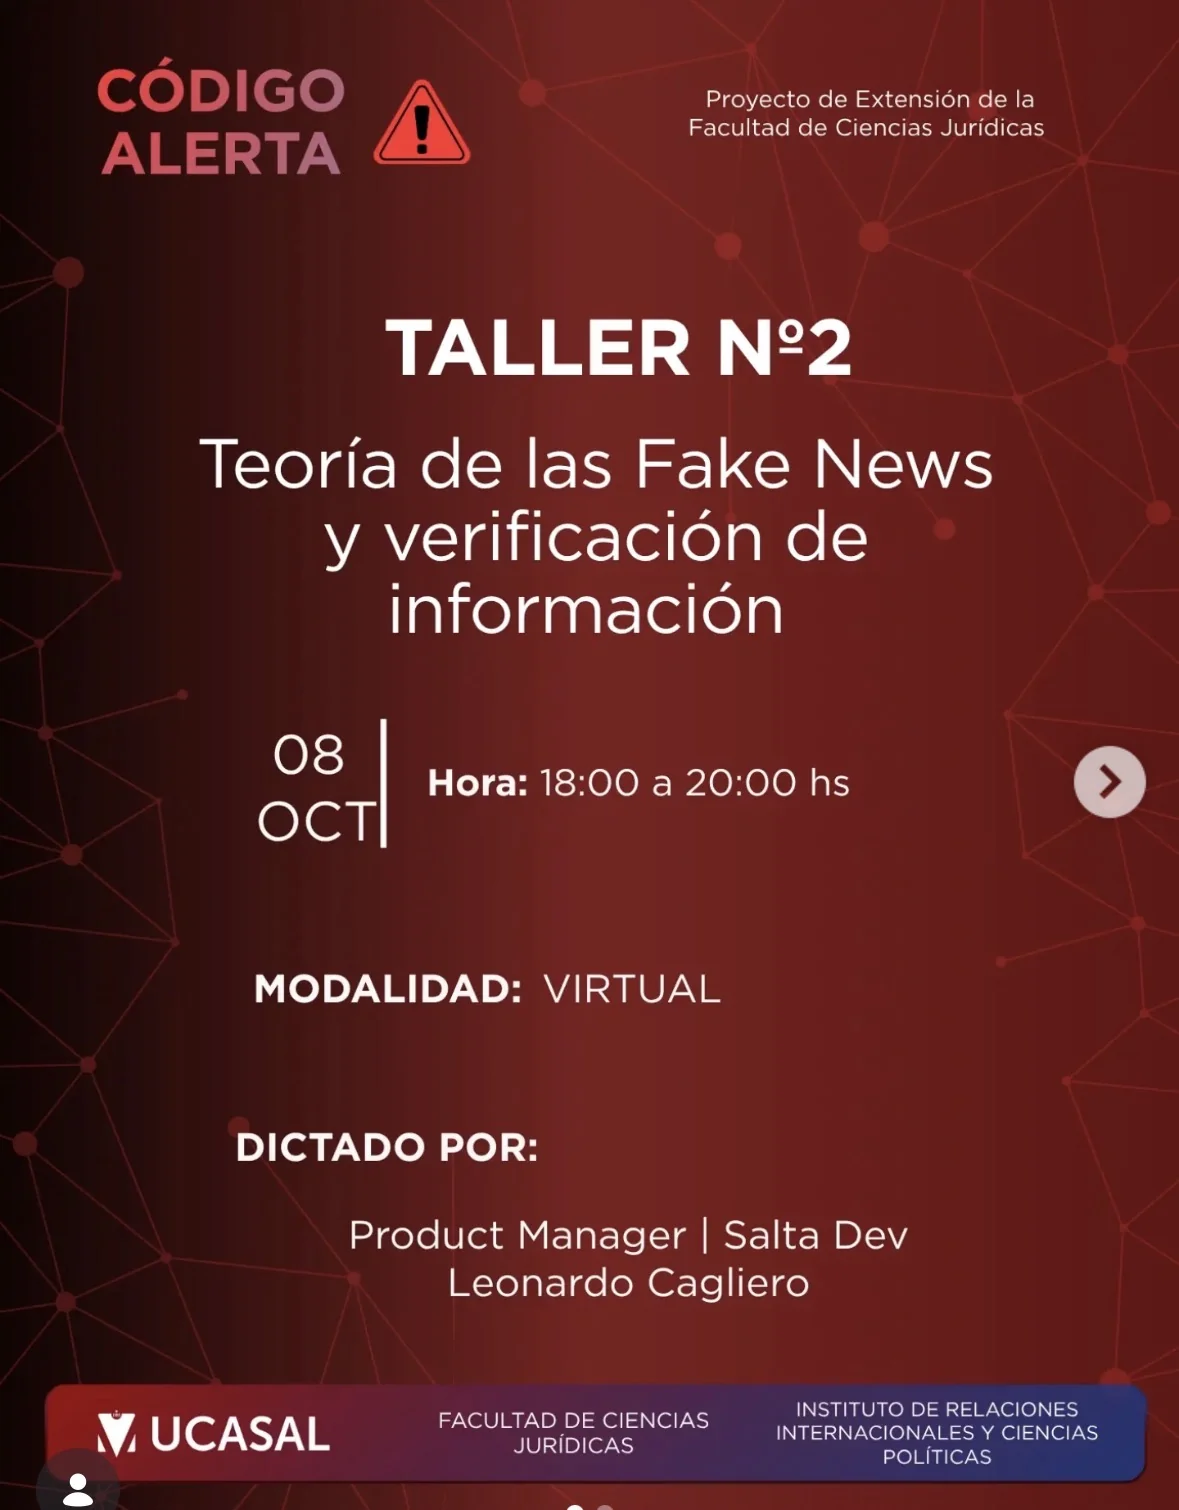 CÓDIGO
ALERTA
Proyecto de Extensión de la
Facultad de Ciencias Jurídicas
TALLER Nº2
Teoría de las Fake News
y verificación de
información
08
OCT
Hora: 18:00 a 20:00 hs
MODALIDAD: VIRTUAL
DICTADO POR:
Product Manager | Salta Dev
Leonardo Cagliero
UCASAL
FACULTAD DE CIENCIAS
JURÍDICAS
INSTITUTO DE RELACIONES
INTERNACIONALES Y CIENCIAS
POLÍTICAS